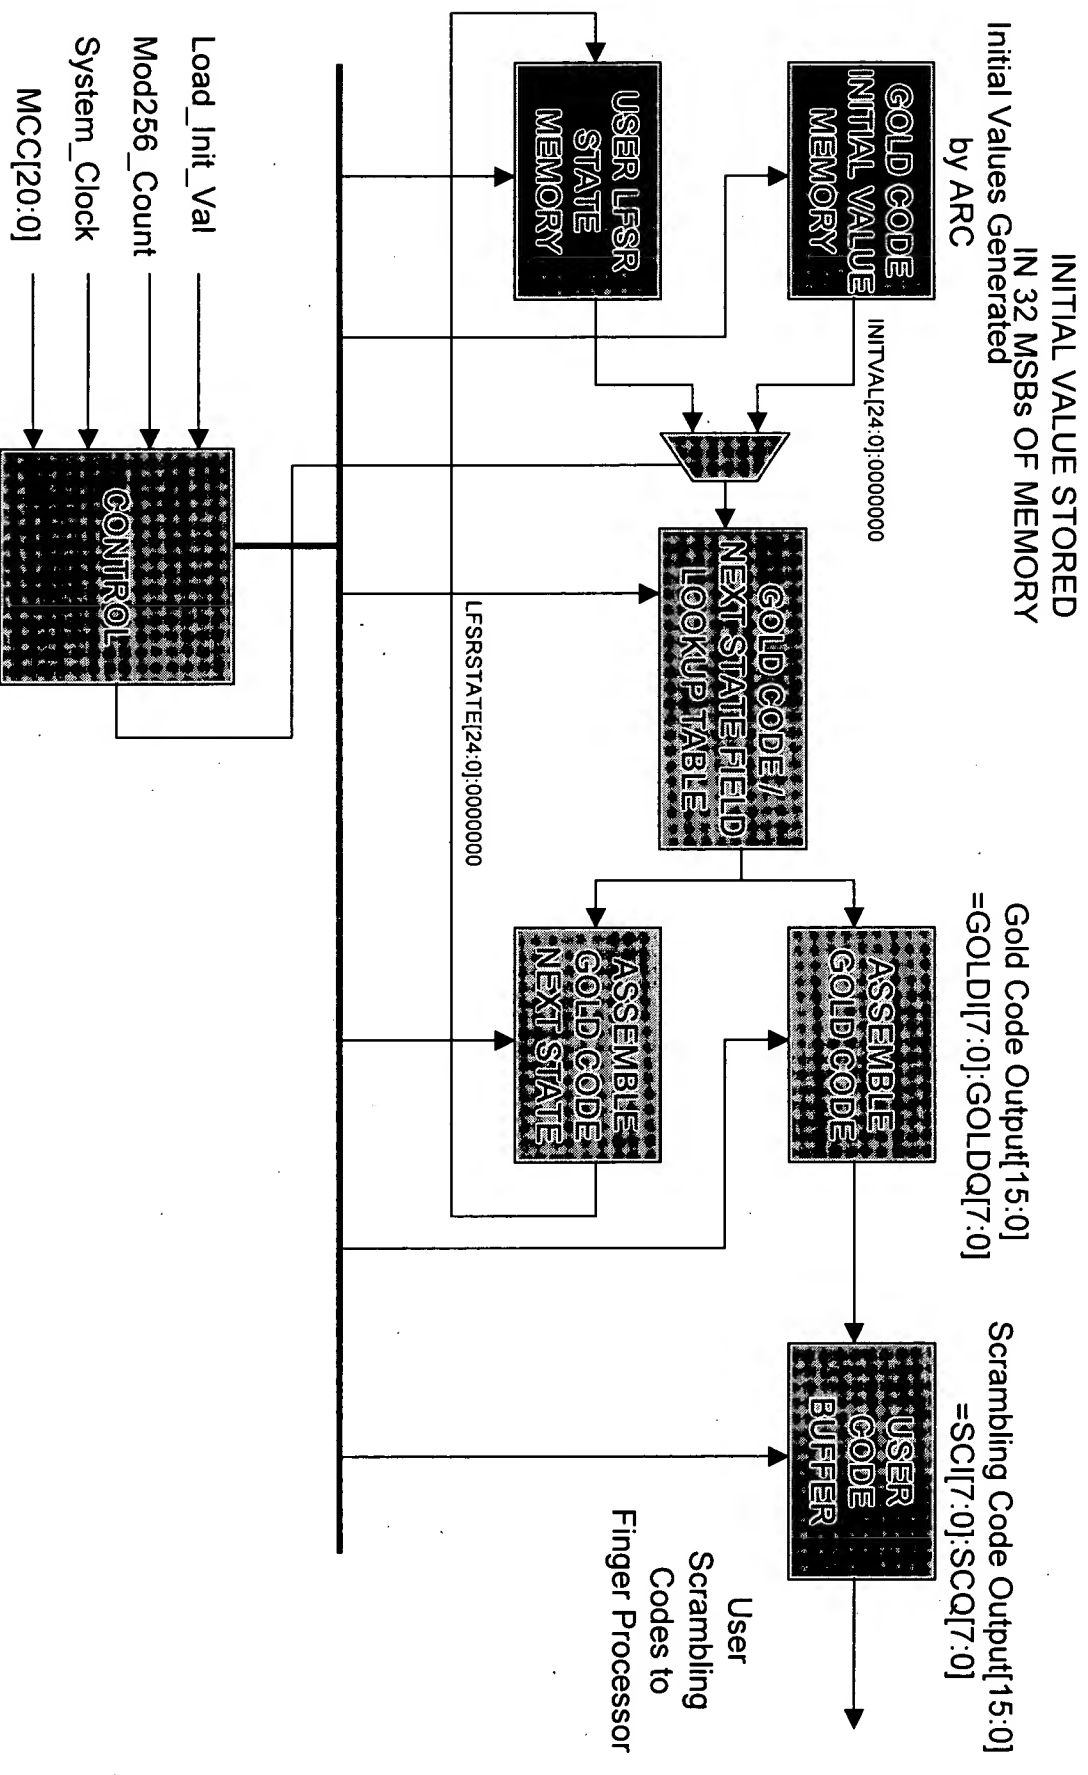 INITIAL VALUE STORED
IN 32 MSBs OF MEMORY
Initial Values Generated
by ARC
GOLD CODE
INITIAL VALUE
MEMORY
INITVAL[24:0]:0000000
USER LFSR
STATE
MEMORY
GOLD CODE /
NEXT STATE FIELD
LOOKUP TABLE
LFSRSTATE[24:0]:0000000
Gold Code Output[15:0]
=GOLDI[7:0]:GOLDQ[7:0]
ASSEMBLE
GOLD CODE
ASSEMBLE
GOLD CODE
NEXT STATE
Scrambling Code Output[15:0]
=SCI[7:0]:SCQ[7:0]
USER
CODE
BUFFER
User
Scrambling
Codes to
Finger Processor
Load_Init_Val
Mod256_Count
System_Clock
MCC[20:0]
CONTROL